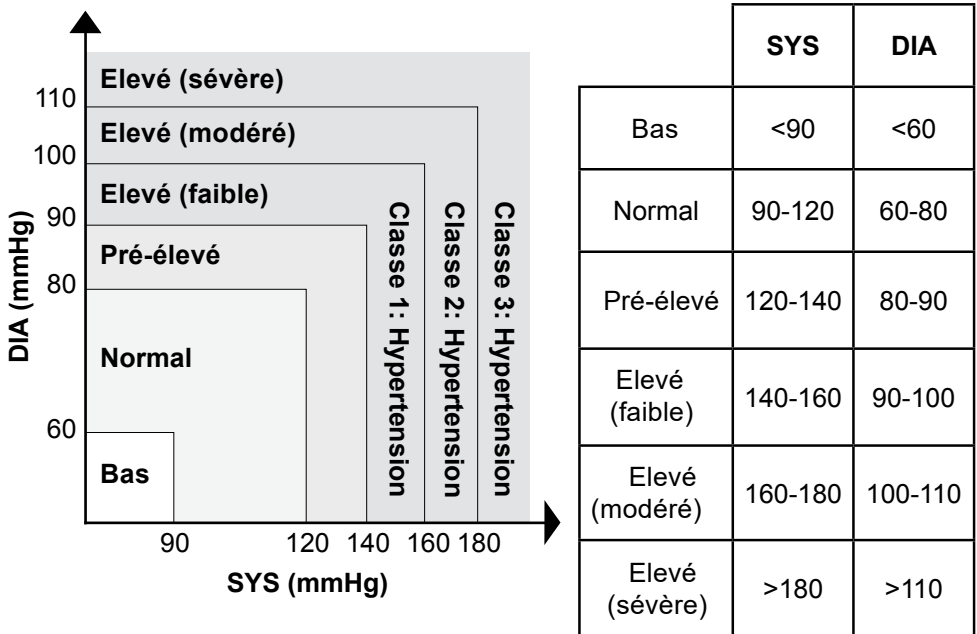 110
100
90
80
60
DIA (mmHg)
Elevé (sévère)
Elevé (modéré)
Elevé (faible)
Pré-élevé
Normal
Bas
Classe 1: Hypertension
Classe 2: Hypertension
Classe 3: Hypertension
90 120 140 160 180
SYS (mmHg)
SYS DIA
Bas <90 <60
Normal 90-120 60-80
Pré-élevé 120-140 80-90
Elevé
(faible) 140-160 90-100
Elevé
(modéré) 160-180 100-110
Elevé
(sévère) >180 >110